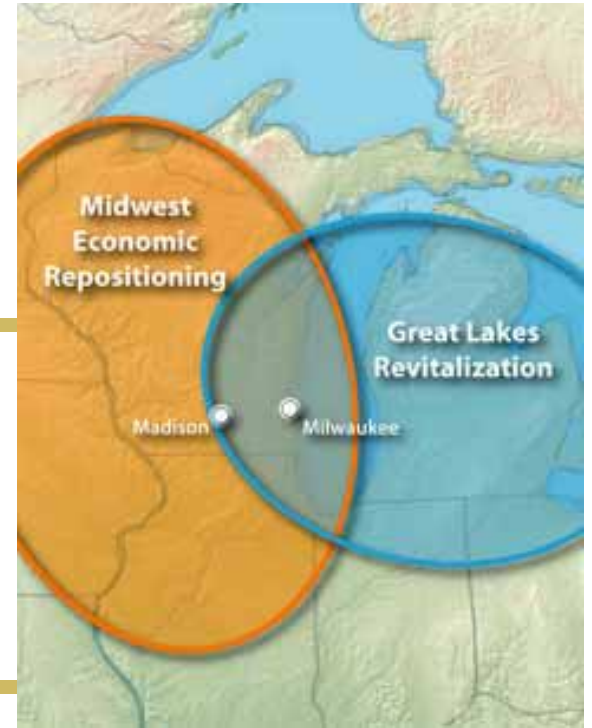 Midwest
Economic
Repositioning
Great Lakes
Revitalization
Madison
Milwaukee